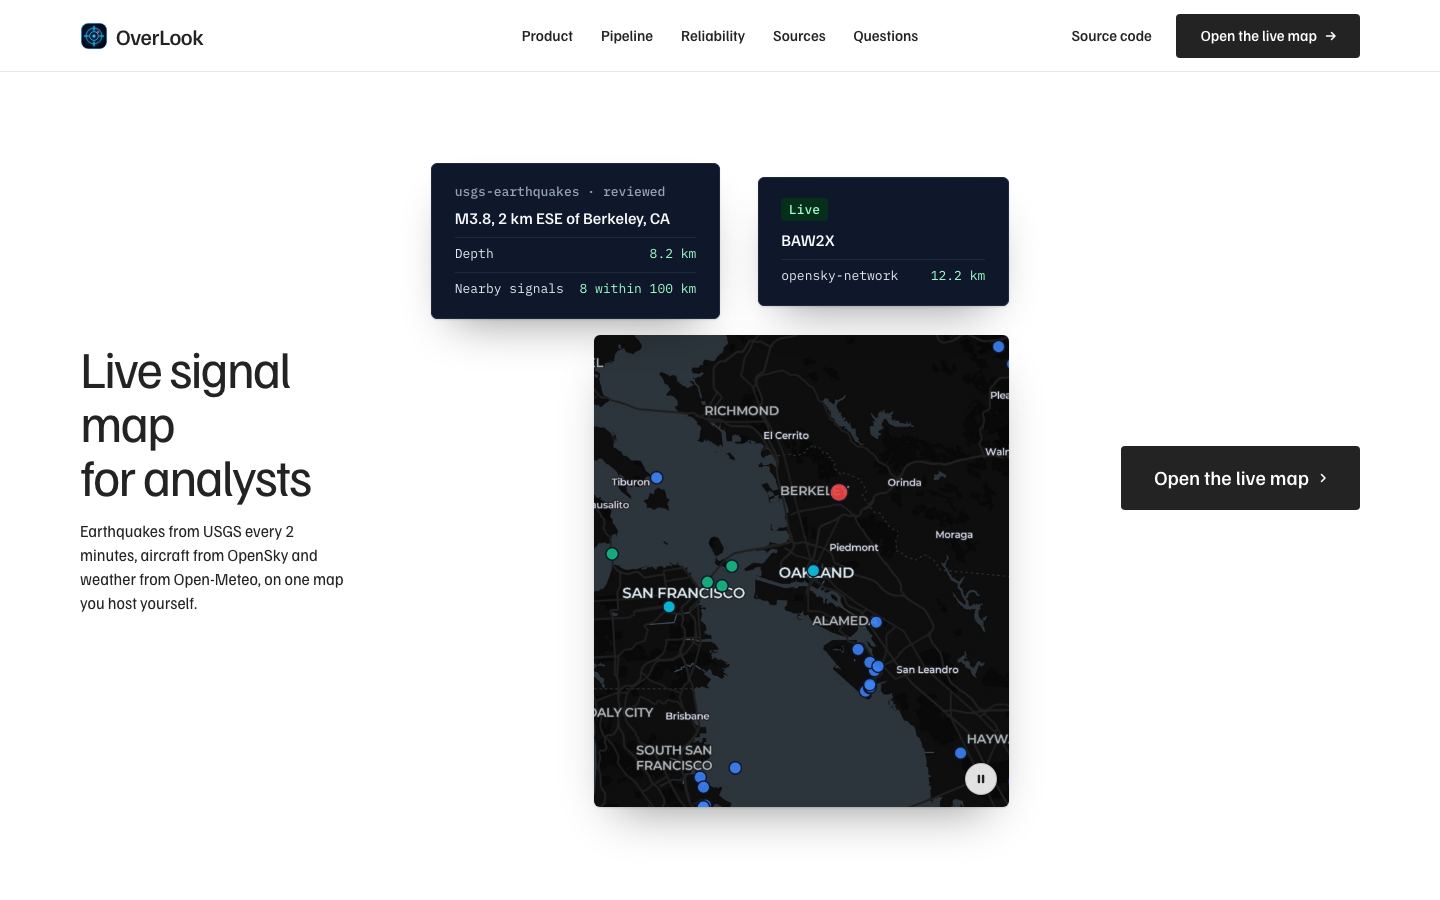 OverLook
Product
Pipeline
Reliability
Sources
Questions
Source code
Open the live map →
usgs-earthquakes · reviewed
M3.8, 2 km ESE of Berkeley, CA
Depth 8.2 km
Nearby signals 8 within 100 km
Live
BAW2X
opensky-network 12.2 km
Live signal
map
for analysts
Earthquakes from USGS every 2
minutes, aircraft from OpenSky and
weather from Open-Meteo, on one map
you host yourself.
Open the live map ›
RICHMOND
El Cerrito
Tiburon
Orinda
Moraga
Piedmont
SAN FRANCISCO
San Leandro
DALY CITY
Brisbane
SOUTH SAN
FRANCISCO